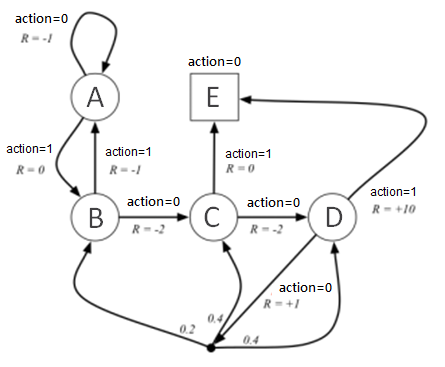 action=0
R = -1
A
action=0
E
action=1
R = 0
action=1
R = -1
action=1
R = 0
action=1
R = +10
B
action=0
R = -2
C
action=0
R = -2
D
action=0
R = +1
0.2
0.4
0.4